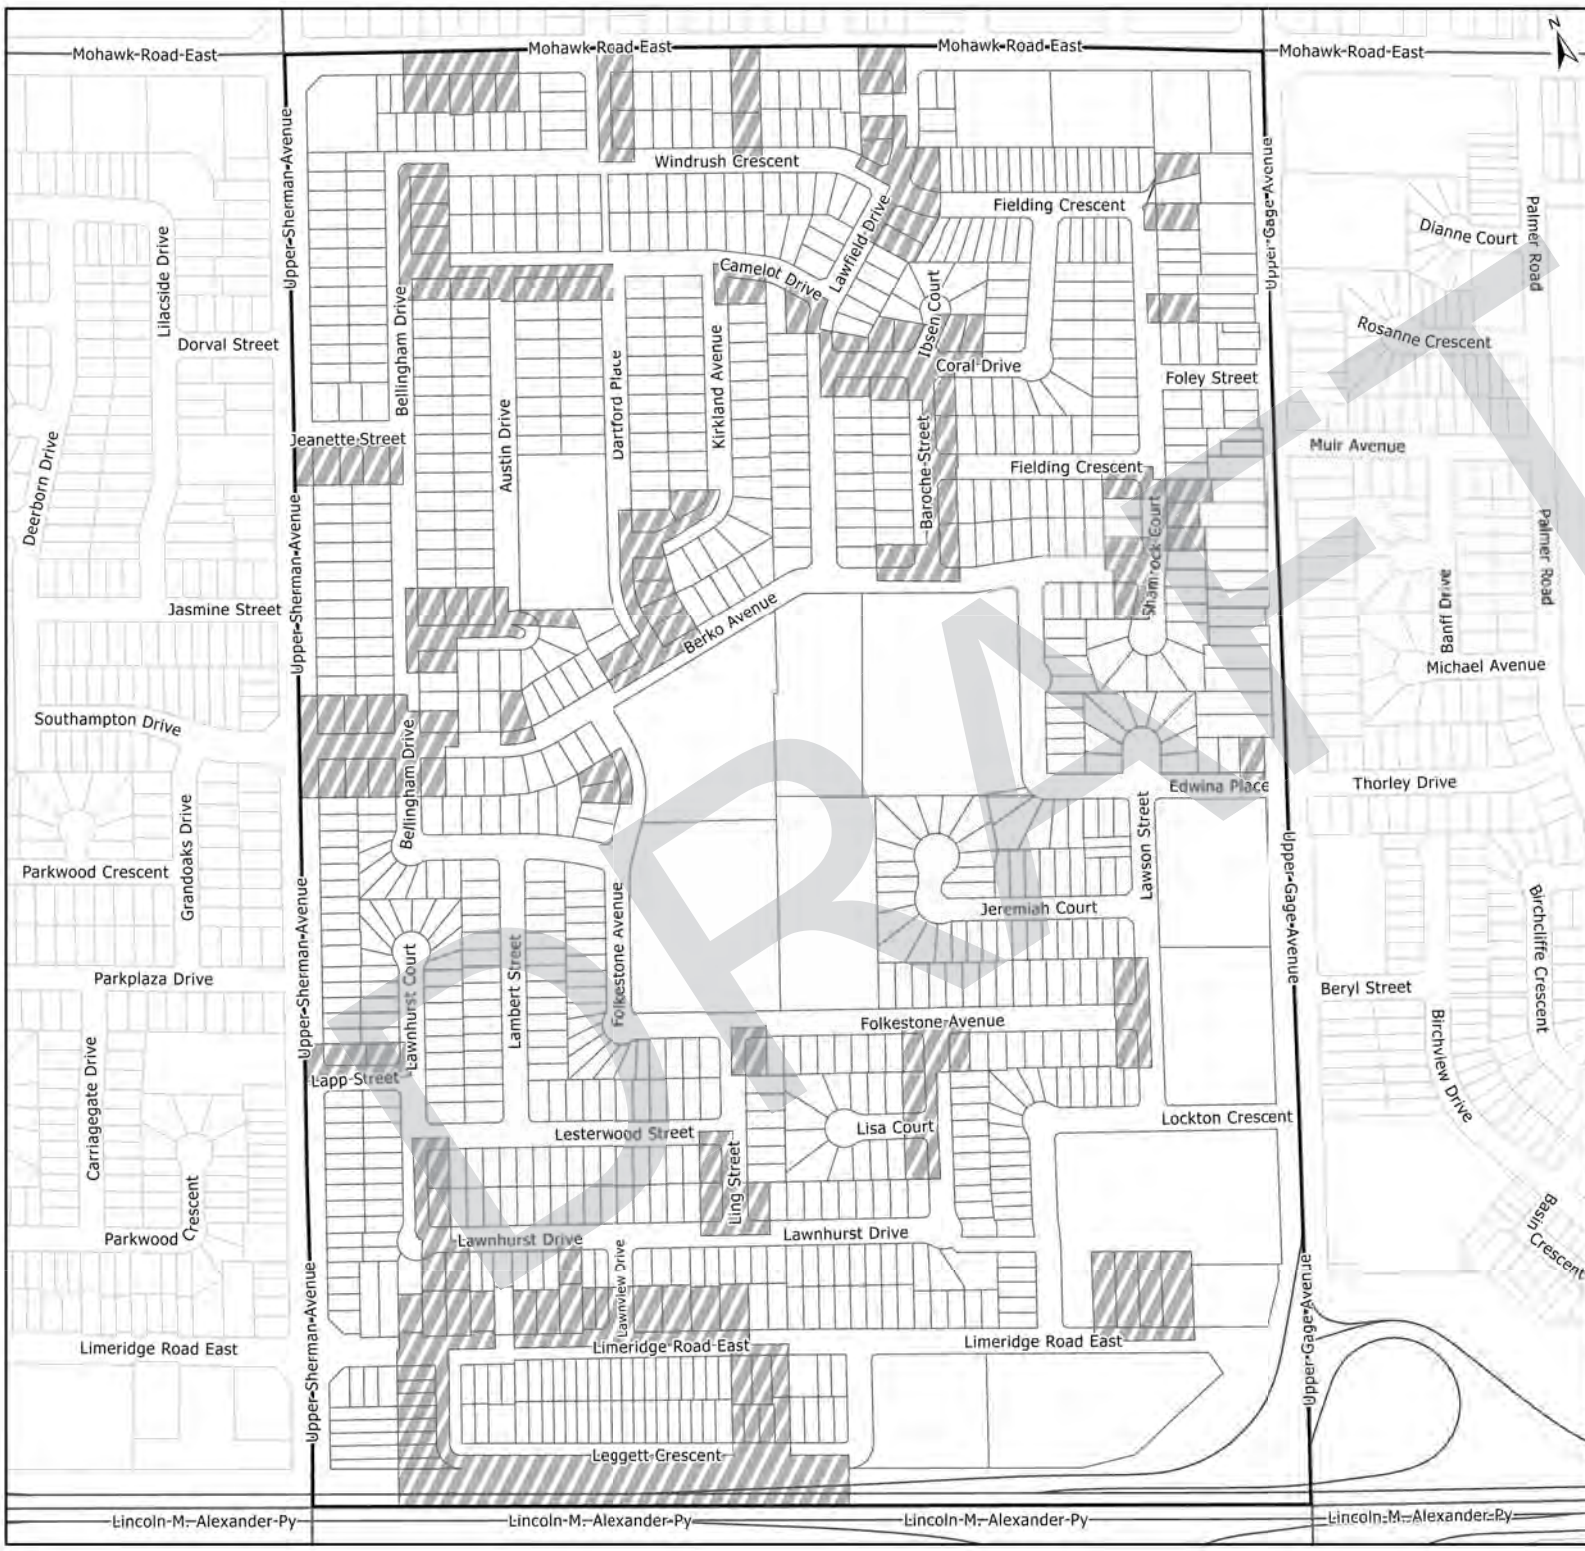 Mohawk Road East
Mohawk Road East
Mohawk Road East
Mohawk Road East
N
Upper Sherman Avenue
Windrush Crescent
Upper Gage Avenue
Fielding Crescent
Palmer Road
Dianne Court
Lilacside Drive
Lawfield Drive
Camelot Drive
Ibsen Court
Dorval Street
Bellingham Drive
Rosanne Crescent
Kirkland Avenue
Dartford Place
Coral Drive
Foley Street
Austin Drive
Jeanette Street
Baroche Street
Muir Avenue
Deerborn Drive
Fielding Crescent
Upper Sherman Avenue
Shamrock Court
Palmer Road
Jasmine Street
Berko Avenue
Banff Drive
Michael Avenue
Southampton Drive
Bellingham Drive
Edwina Place
Thorley Drive
Grandoaks Drive
Lawson Street
Parkwood Crescent
Upper Gage Avenue
Jeremiah Court
Folkestone Avenue
Upper Sherman Avenue
Birchcliffe Crescent
Parkplaza Drive
Lawnhurst Court
Lambert Street
Beryl Street
Folkestone Avenue
Carriagegate Drive
Lapp Street
Birchview Drive
Lockton Crescent
Lisa Court
Lesterwood Street
Ling Street
Parkwood Crescent
Basin Crescent
Lawnhurst Drive
Lawnhurst Drive
Lawnview Drive
Upper Sherman Avenue
Upper Gage Avenue
Limeridge Road East
Limeridge Road East
Limeridge Road East
Leggett Crescent
Lincoln M. Alexander Py
Lincoln M. Alexander Py
Lincoln M. Alexander Py
Lincoln M. Alexander Py
DRAFT